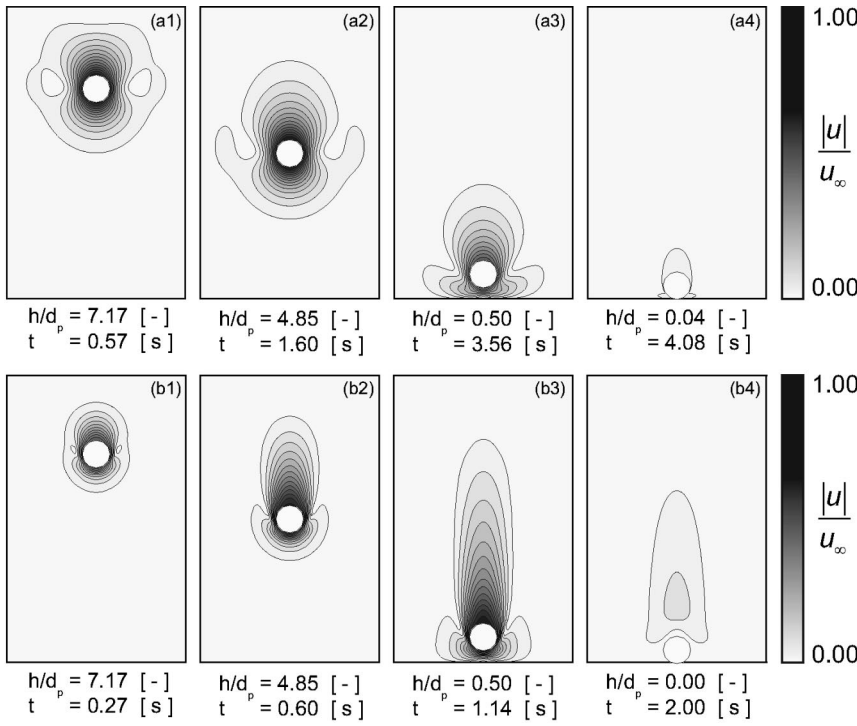 (a1) (a2) (a3) (a4) 1.00
|u|
u∞
0.00
h/dp = 7.17 [ - ] h/dp = 4.85 [ - ] h/dp = 0.50 [ - ] h/dp = 0.04 [ - ]
t = 0.57 [ s ] t = 1.60 [ s ] t = 3.56 [ s ] t = 4.08 [ s ]
(b1) (b2) (b3) (b4) 1.00
|u|
u∞
0.00
h/dp = 7.17 [ - ] h/dp = 4.85 [ - ] h/dp = 0.50 [ - ] h/dp = 0.00 [ - ]
t = 0.27 [ s ] t = 0.60 [ s ] t = 1.14 [ s ] t = 2.00 [ s ]